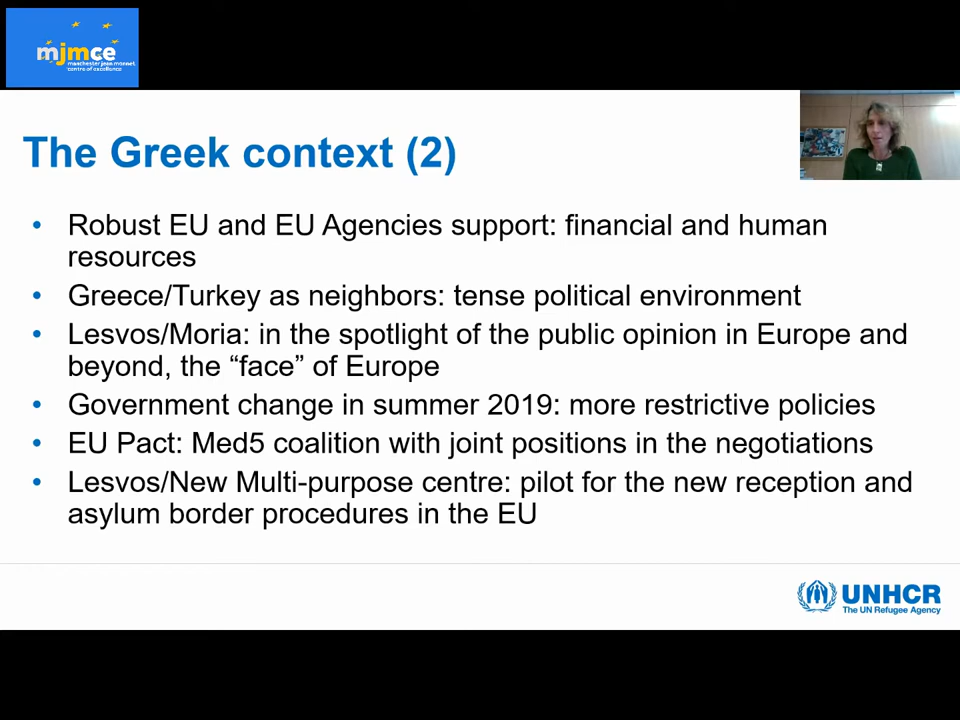 mjmce
manchester jean monnet
centre of excellence
The Greek context (2)
• Robust EU and EU Agencies support: financial and human
resources
• Greece/Turkey as neighbors: tense political environment
• Lesvos/Moria: in the spotlight of the public opinion in Europe and
beyond, the “face” of Europe
• Government change in summer 2019: more restrictive policies
• EU Pact: Med5 coalition with joint positions in the negotiations
• Lesvos/New Multi-purpose centre: pilot for the new reception and
asylum border procedures in the EU
UNHCR
The UN Refugee Agency